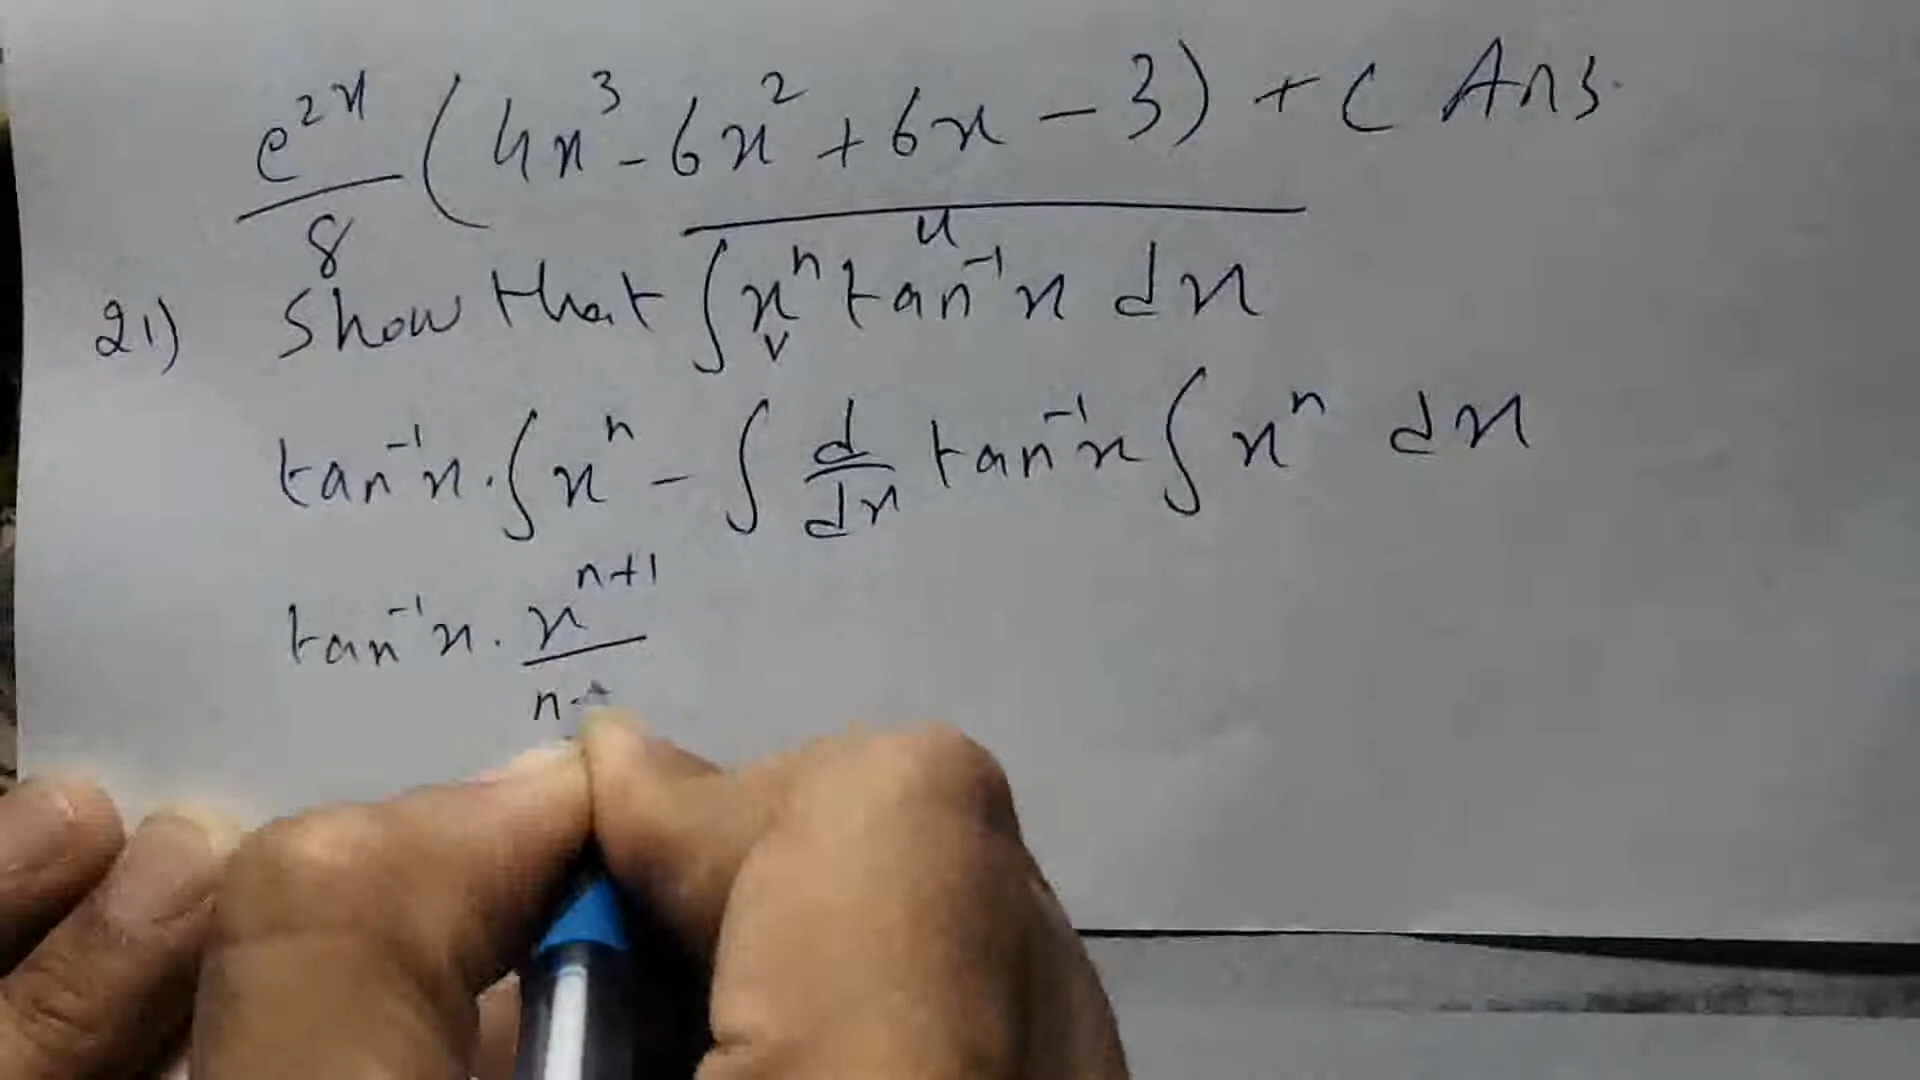 e^{2x}/8 (4x^3 - 6x^2 + 6x - 3) + C Ans.
21) Show that ∫ x^n tan^{-1}x dx
u
v
tan^{-1}x . ∫ x^n - ∫ d/dx tan^{-1}x ∫ x^n dx
tan^{-1}x . x^{n+1}/n+